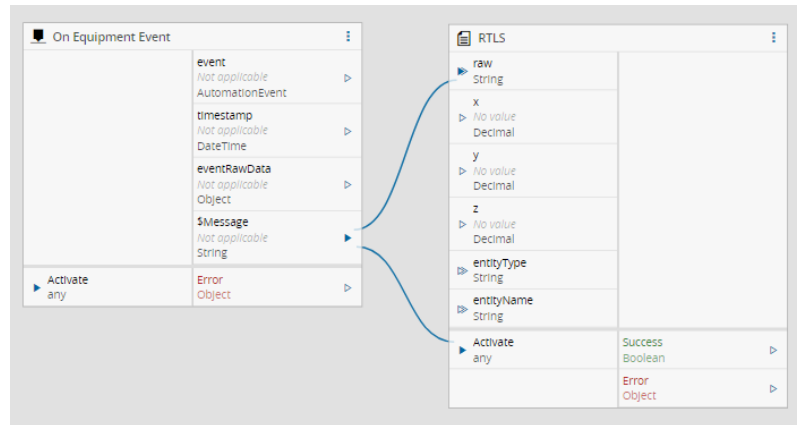 On Equipment Event
event
Not applicable
AutomationEvent
timestamp
Not applicable
DateTime
eventRawData
Not applicable
Object
$Message
Not applicable
String
Activate
any
Error
Object
RTLS
raw
String
x
No value
Decimal
y
No value
Decimal
z
No value
Decimal
entityType
String
entityName
String
Activate
any
Success
Boolean
Error
Object